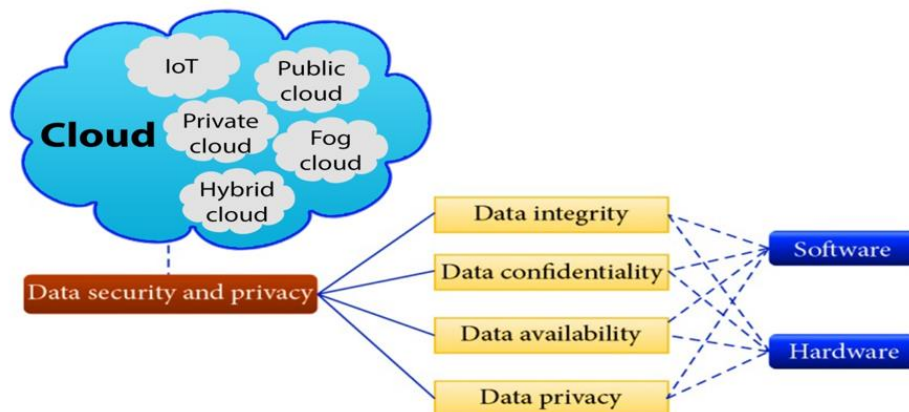 IoT
Public
cloud
Cloud
Private
cloud
Fog
cloud
Hybrid
cloud
Data security and privacy
Data integrity
Data confidentiality
Data availability
Data privacy
Software
Hardware